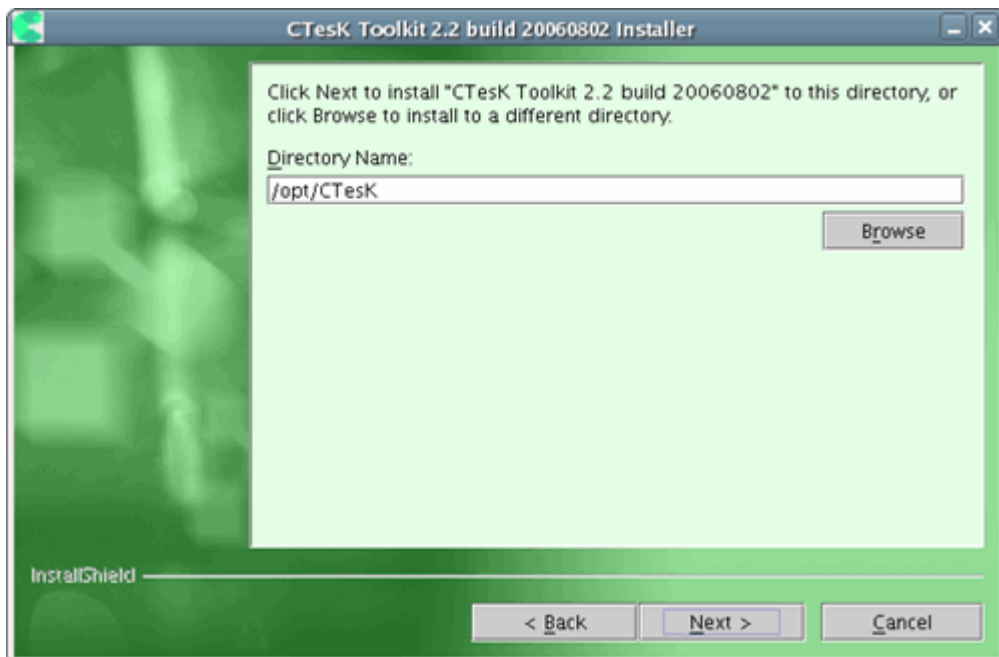 CTesK Toolkit 2.2 build 20060802 Installer
Click Next to install "CTesK Toolkit 2.2 build 20060802" to this directory, or
click Browse to install to a different directory.
Directory Name:
/opt/CTesK
Browse
InstallShield
< Back
Next >
Cancel